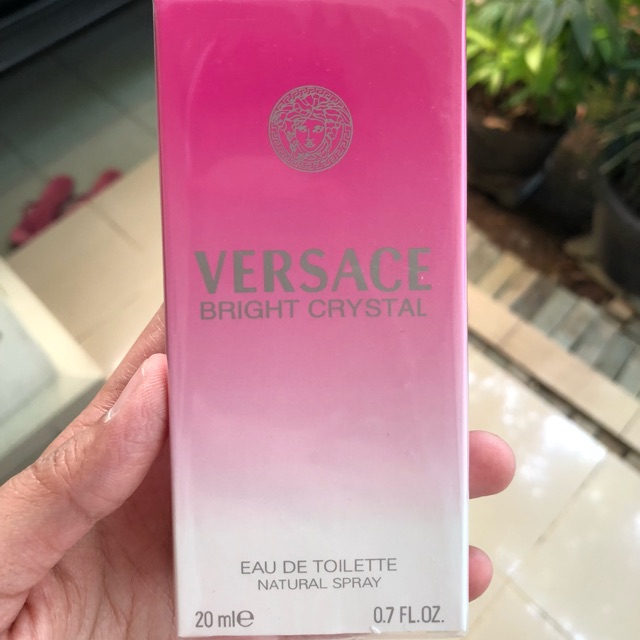 VERSACE
BRIGHT CRYSTAL
EAU DE TOILETTE
NATURAL SPRAY
20 ml℮ 0.7 FL.OZ.